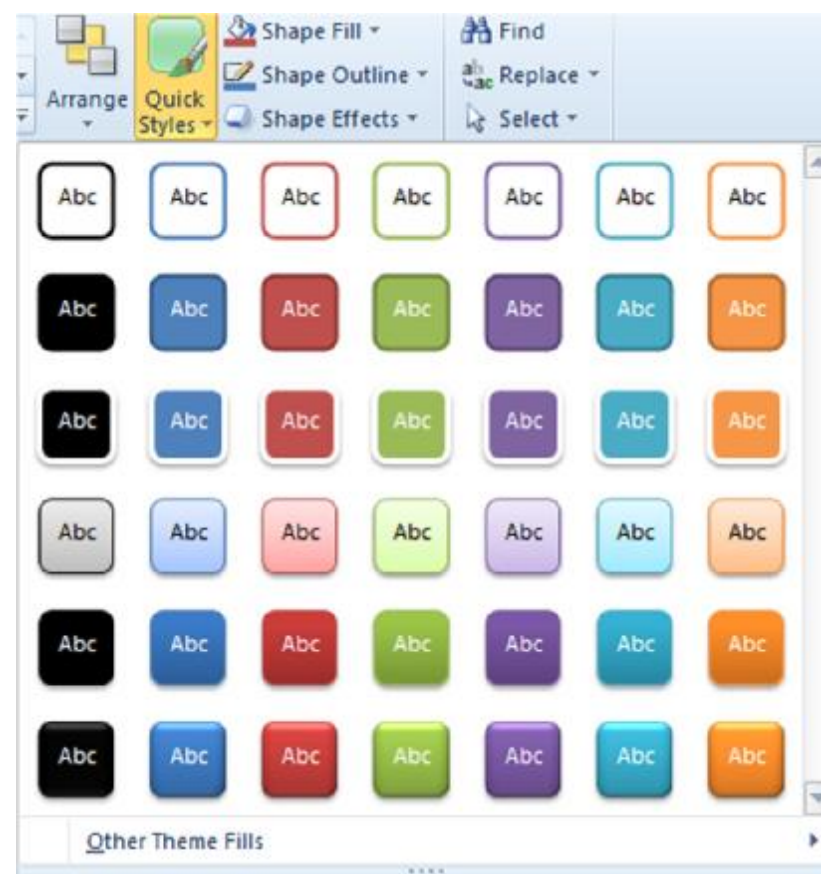 Shape Fill
Find
Shape Outline
ab ac Replace
Arrange
Quick Styles
Shape Effects
Select
Abc Abc Abc Abc Abc Abc Abc
Abc Abc Abc Abc Abc Abc Abc
Abc Abc Abc Abc Abc Abc Abc
Abc Abc Abc Abc Abc Abc Abc
Abc Abc Abc Abc Abc Abc Abc
Abc Abc Abc Abc Abc Abc Abc
Other Theme Fills